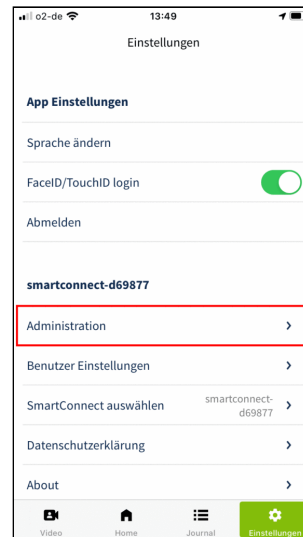 o2-de 13:49
Einstellungen
App Einstellungen
Sprache ändern
FaceID/TouchID login
Abmelden
smartconnect-d69877
Administration
Benutzer Einstellungen
SmartConnect auswählen smartconnect-
d69877
Datenschutzerklärung
About
Video Home Journal Einstellungen